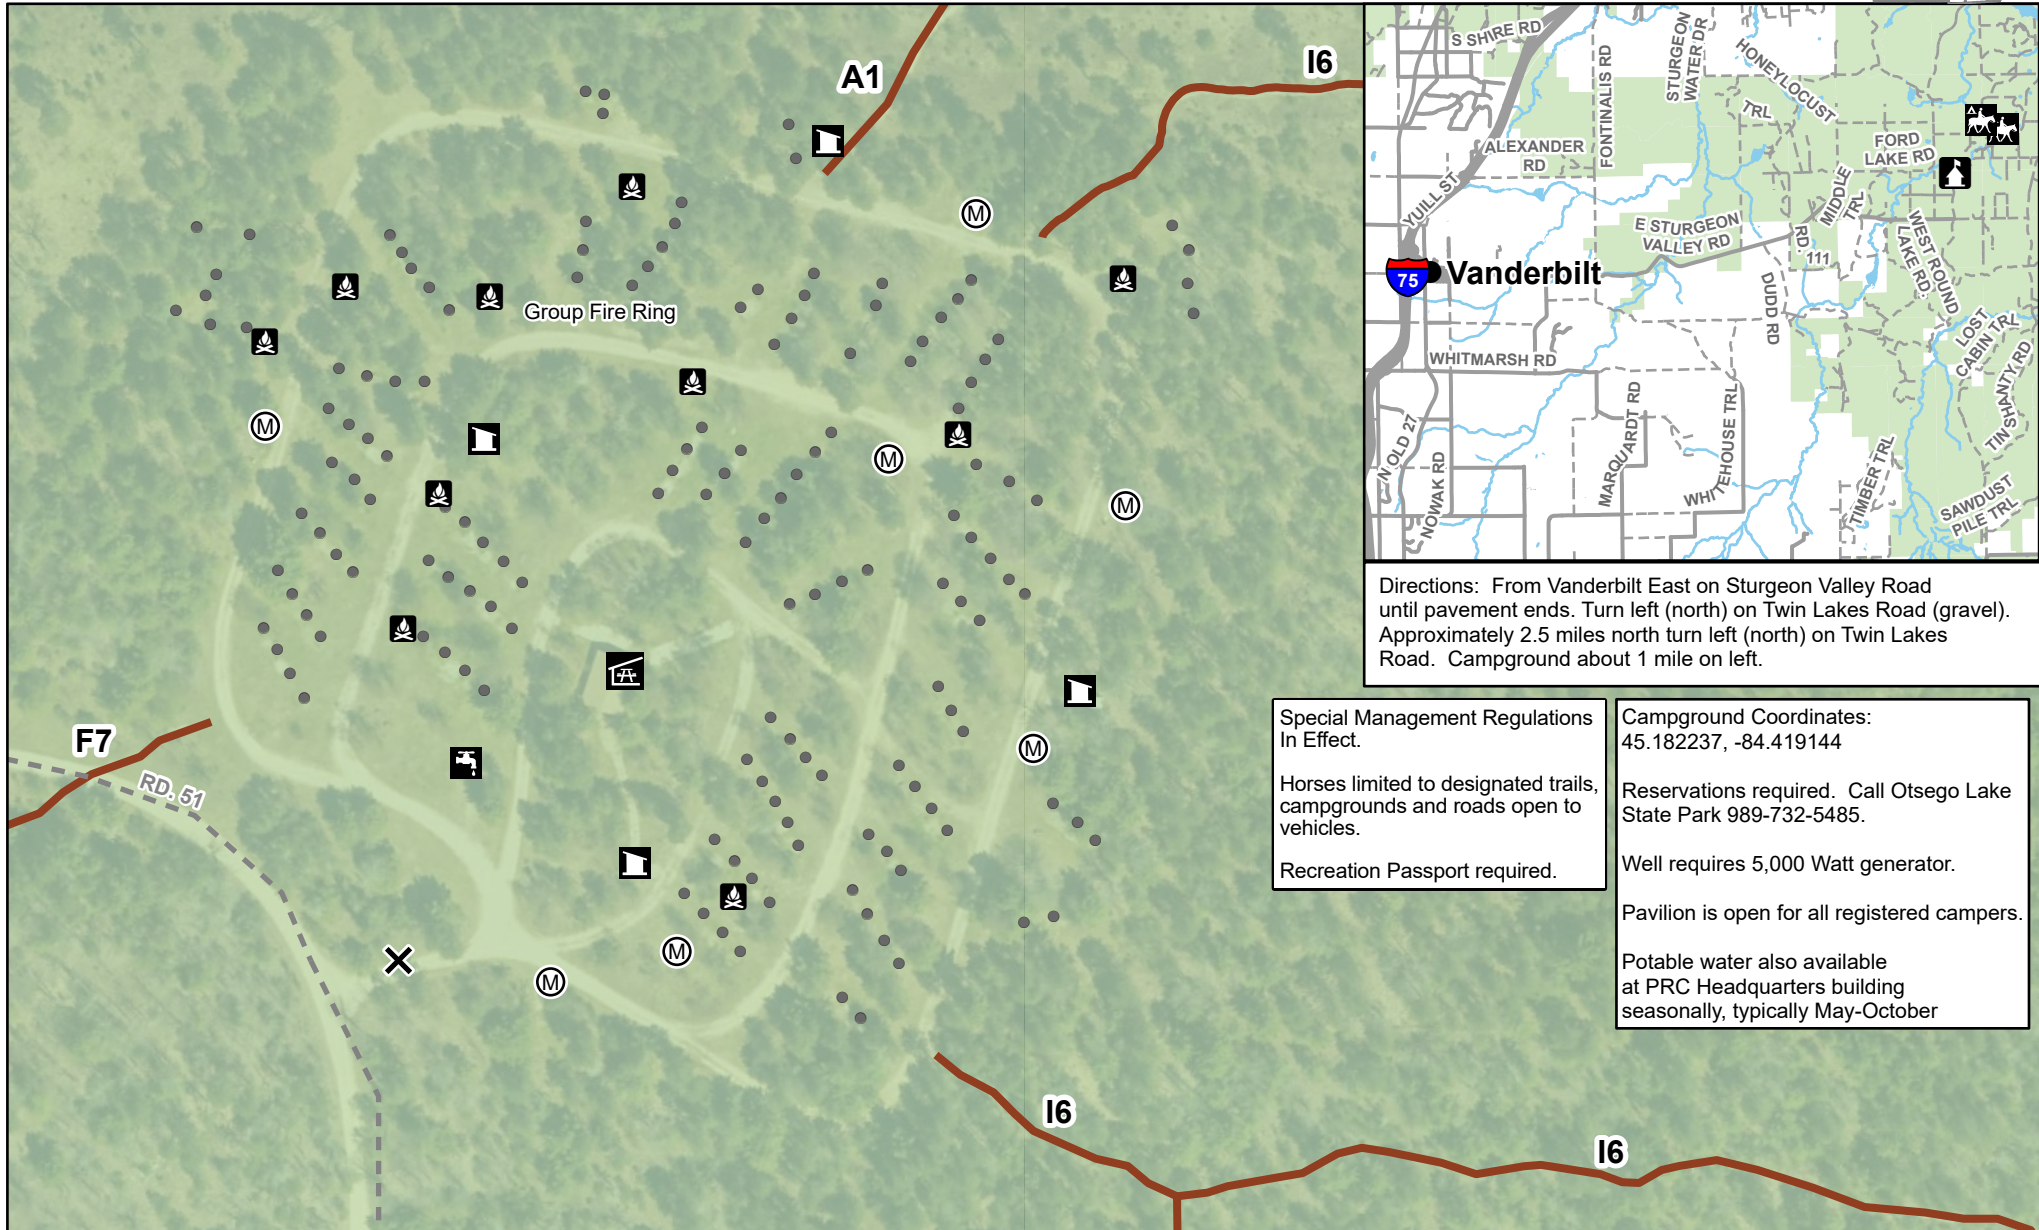 A1
I6
M
M
M
M
M
M
M
Group Fire Ring
F7
RD. 51
I6
I6
S SHIRE RD
FONTINALIS RD
STURGEON
WATER DR
HONEYLOCUST
TRL
ALEXANDER
RD
FORD
LAKE RD
YUILL ST
MIDDLE
TRL
E STURGEON
VALLEY RD
RD.
111
WEST ROUND
LAKE RD.
75
Vanderbilt
DUDD RD
LOST
CABIN TRL
WHITMARSH RD
TIN SHANTY RD
N OLD 27
NOWAK RD
MARQUARDT RD
WHITEHOUSE TRL
TIMBER TRL
SAWDUST
PILE TRL
Directions: From Vanderbilt East on Sturgeon Valley Road
until pavement ends. Turn left (north) on Twin Lakes Road (gravel).
Approximately 2.5 miles north turn left (north) on Twin Lakes
Road. Campground about 1 mile on left.
Special Management Regulations
In Effect.
Horses limited to designated trails,
campgrounds and roads open to
vehicles.
Recreation Passport required.
Campground Coordinates:
45.182237, -84.419144
Reservations required. Call Otsego Lake
State Park 989-732-5485.
Well requires 5,000 Watt generator.
Pavilion is open for all registered campers.
Potable water also available
at PRC Headquarters building
seasonally, typically May-October